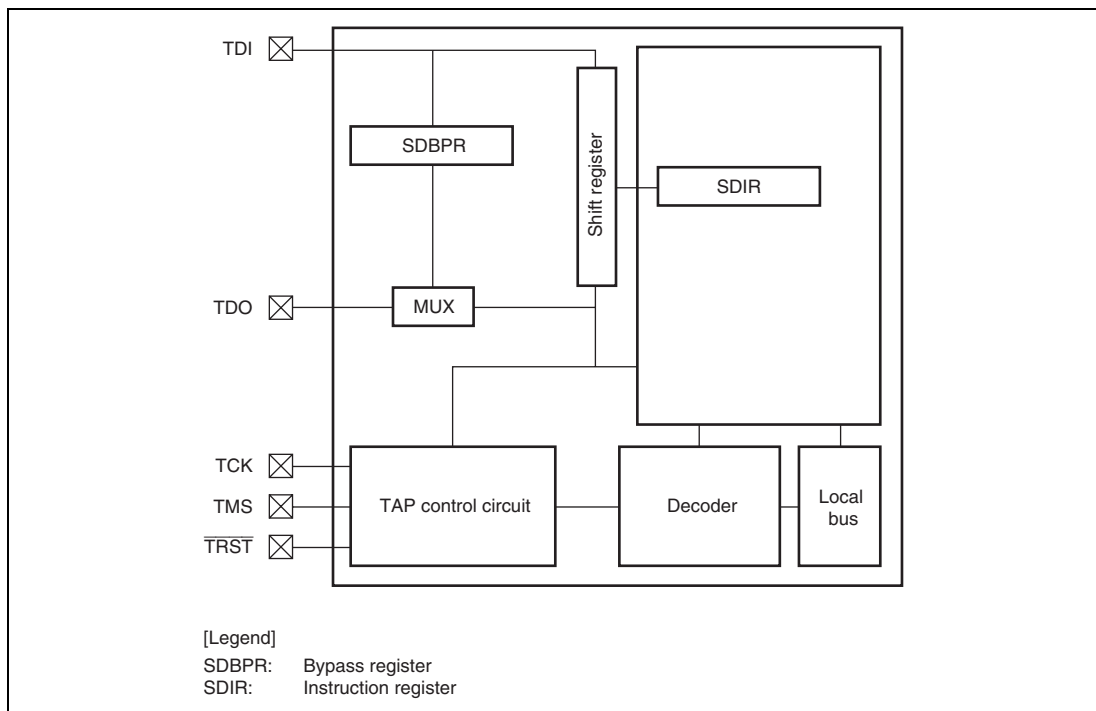 TDI
SDBPR
Shift register
SDIR
TDO
MUX
TCK
TMS
TRST
TAP control circuit
Decoder
Local
bus
[Legend]
SDBPR: Bypass register
SDIR: Instruction register